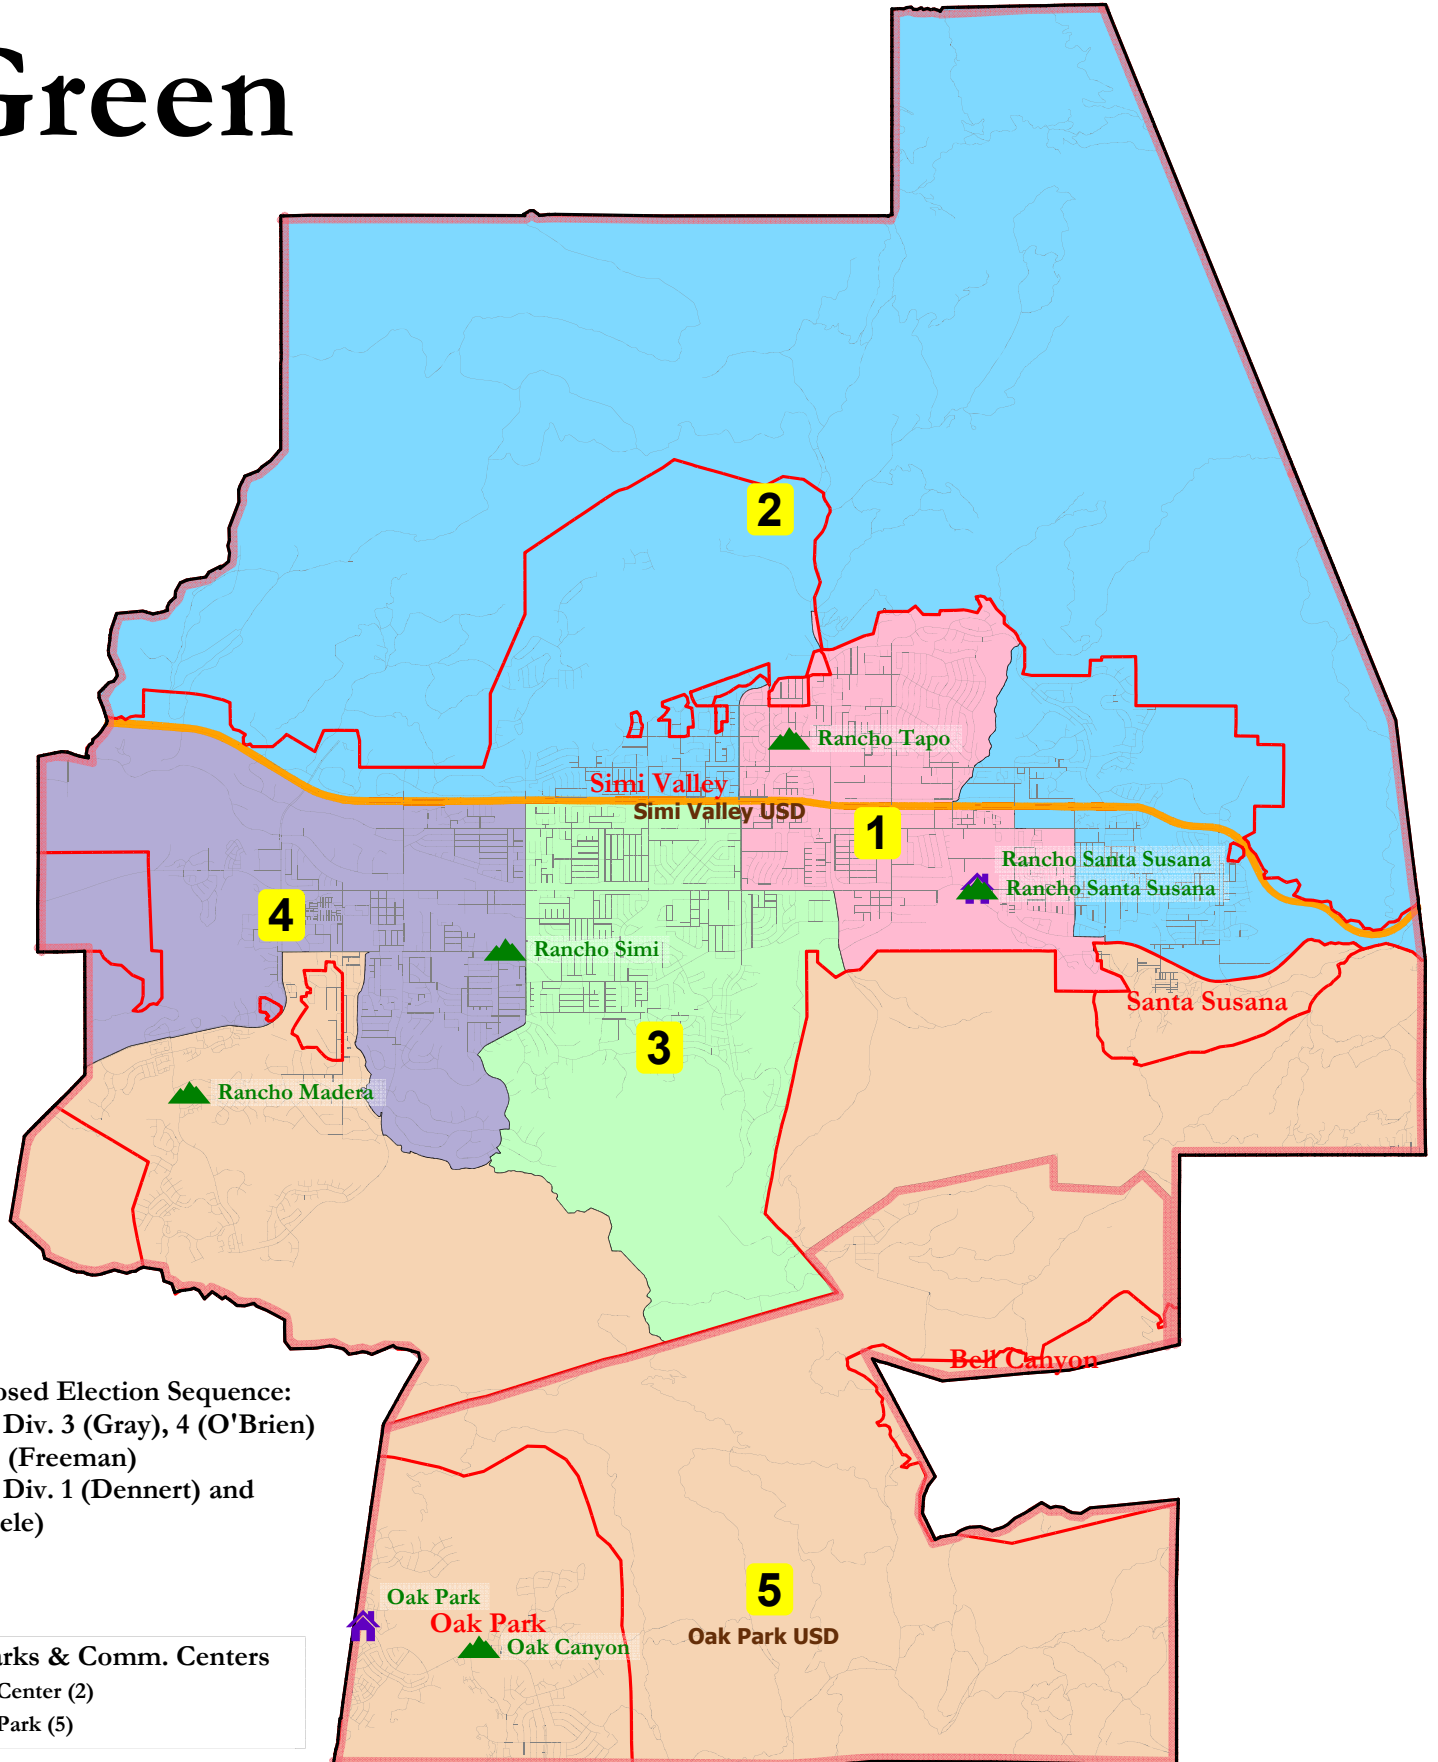 Green
2
Rancho Tapo
Simi Valley
Simi Valley USD
1
Rancho Santa Susana
Rancho Santa Susana
4
Rancho Simi
Santa Susana
3
Rancho Madera
Bell Canyon
osed Election Sequence:
Div. 3 (Gray), 4 (O'Brien)
(Freeman)
Div. 1 (Dennert) and
ele)
5
Oak Park
Oak Park
Oak Park USD
Oak Canyon
arks & Comm. Centers
Center (2)
Park (5)